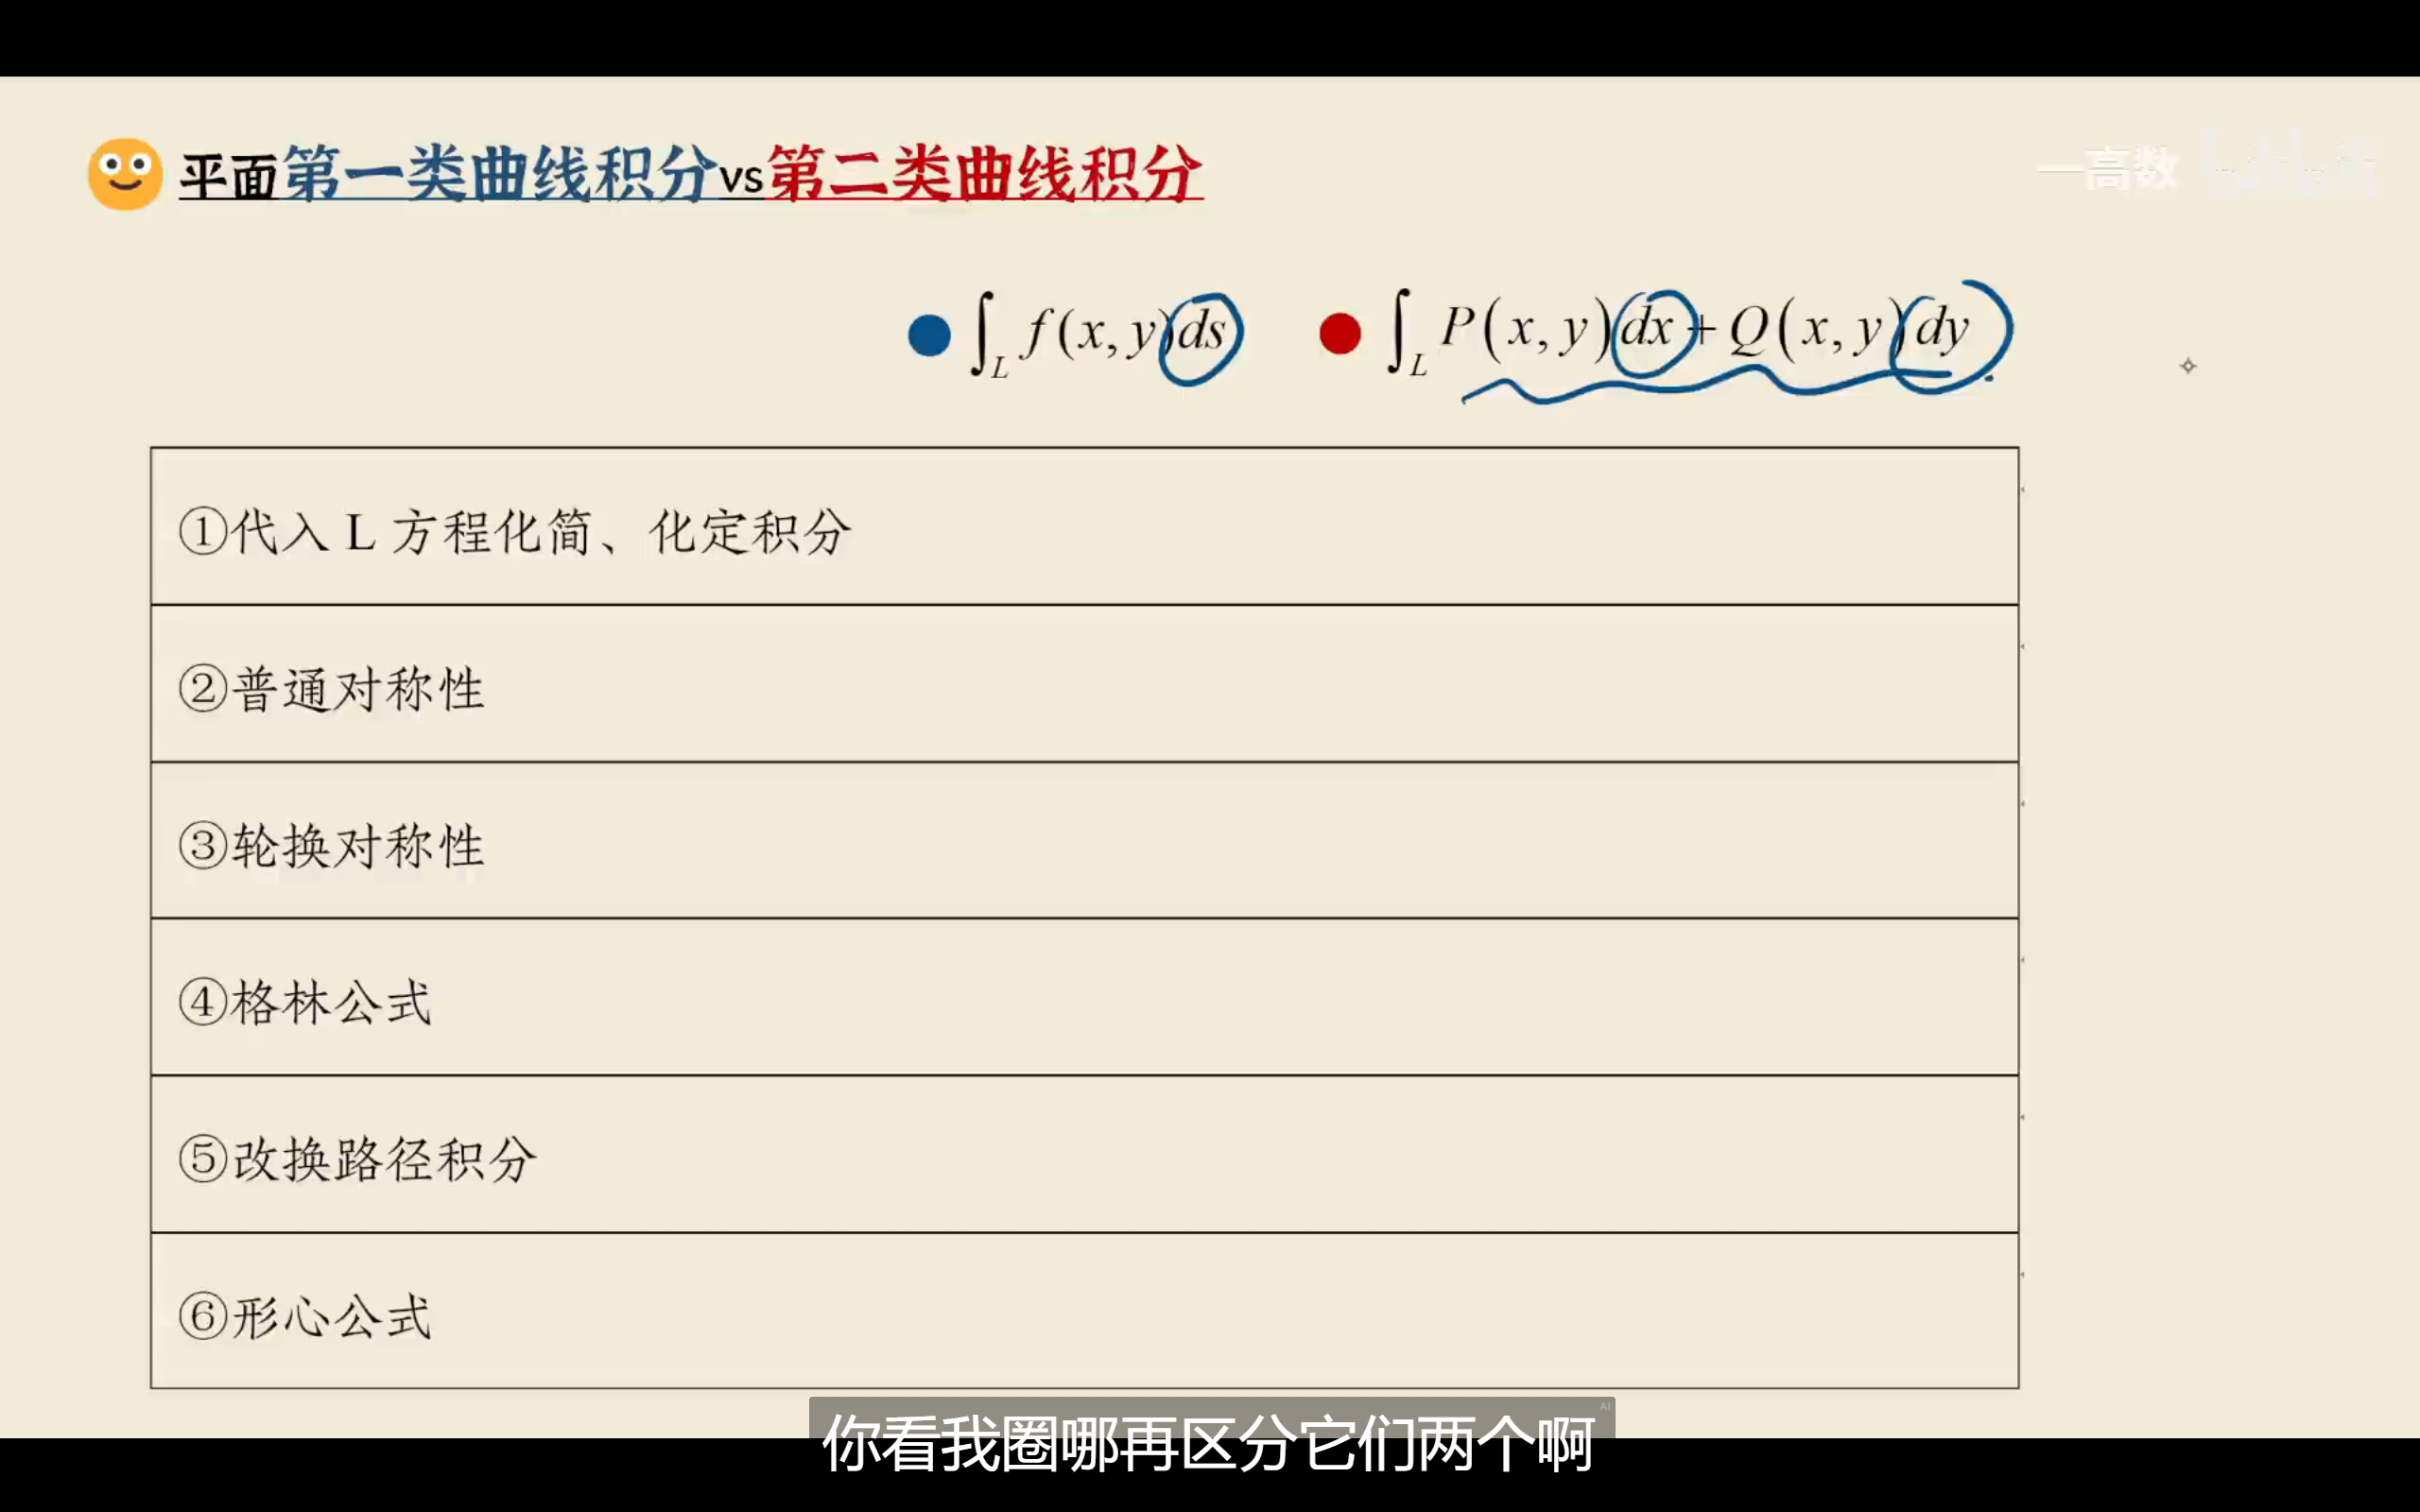 平面第一类曲线积分vs第二类曲线积分
一高数
∫_L f(x, y)ds ∫_L P(x, y)dx + Q(x, y)dy
①代入 L 方程化简、化定积分
②普通对称性
③轮换对称性
④格林公式
⑤改换路径积分
⑥形心公式
AI
你看我圈哪再区分它们两个啊